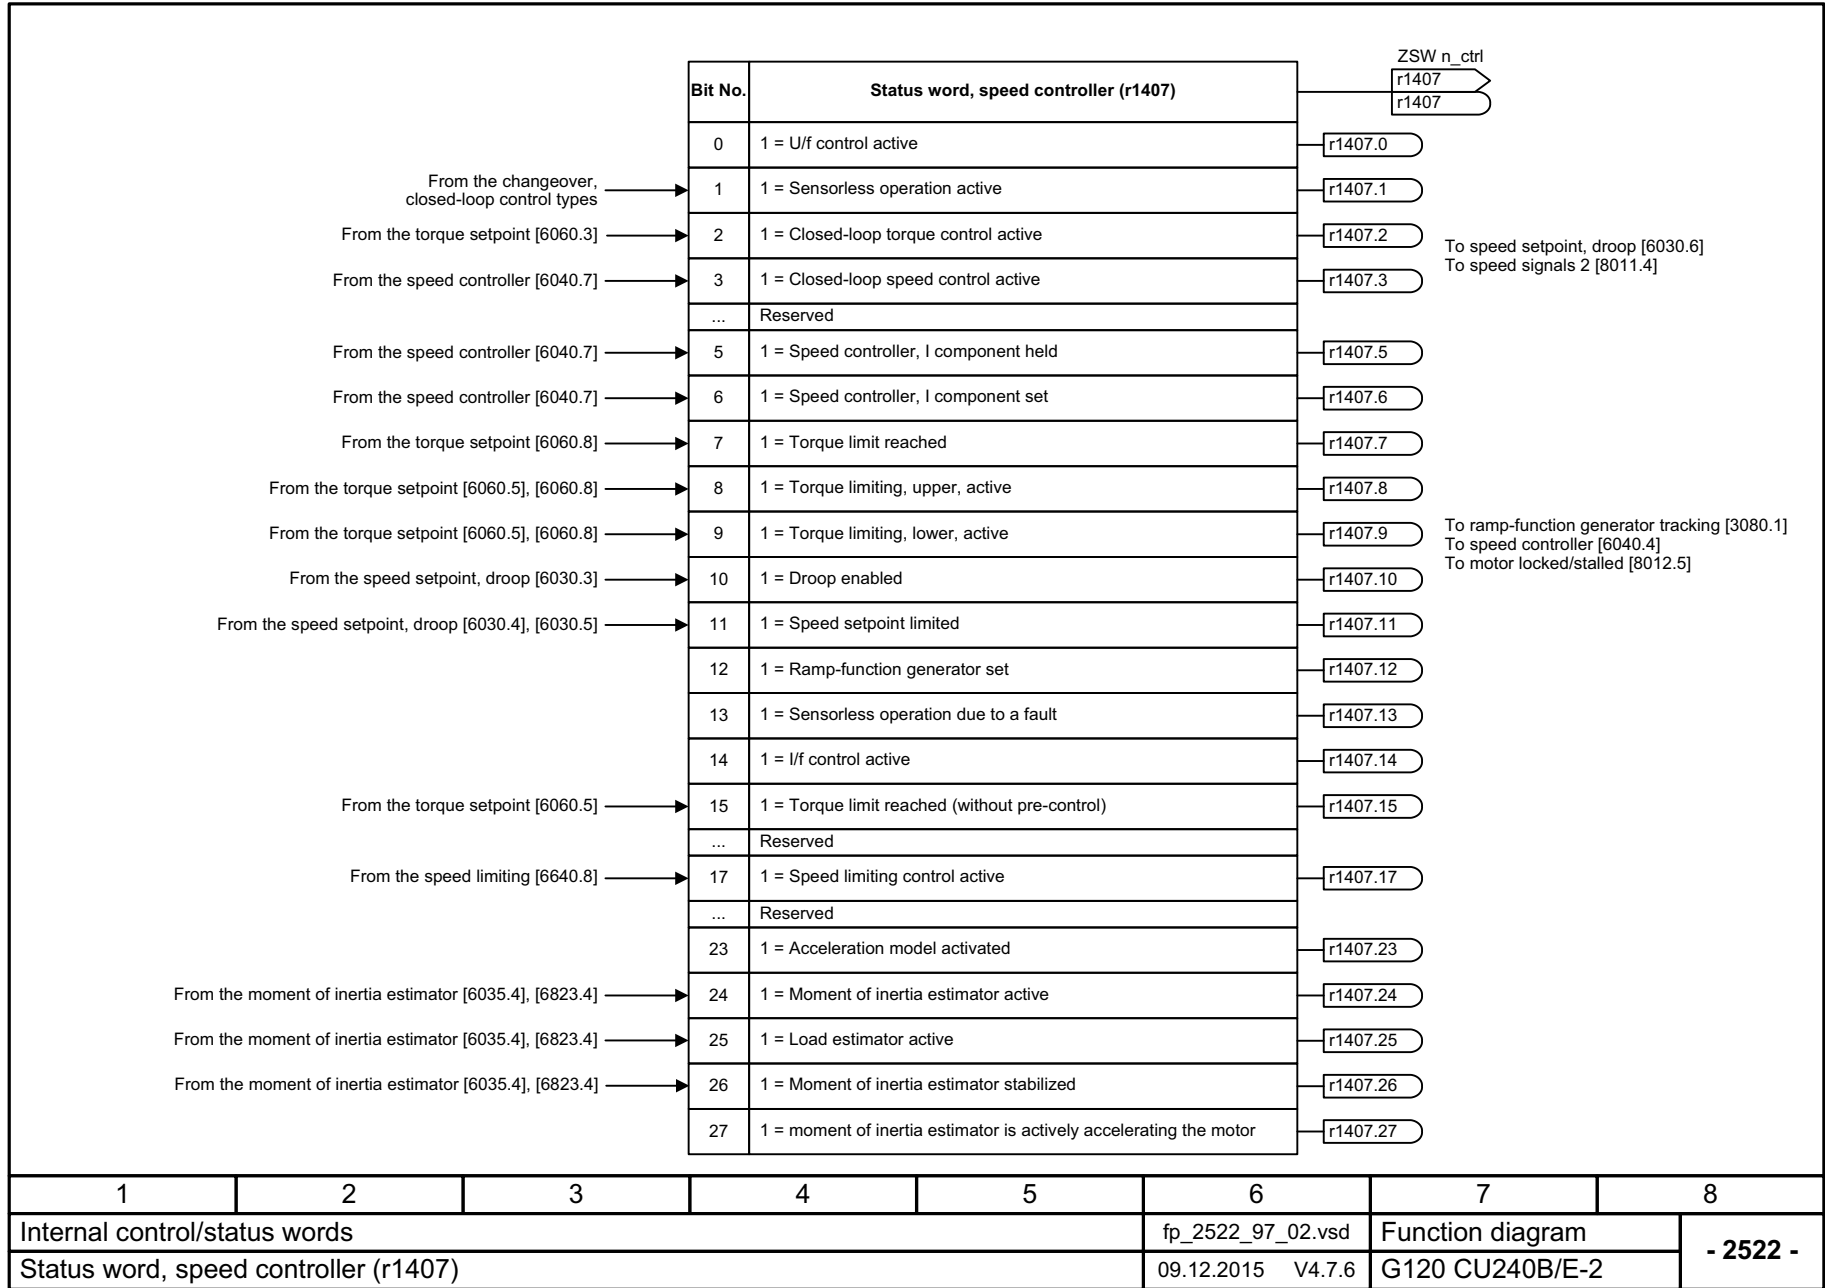 ZSW n_ctrl
Bit No. Status word, speed controller (r1407) r1407
r1407
0 1 = U/f control active r1407.0
From the changeover,
closed-loop control types 1 1 = Sensorless operation active r1407.1
From the torque setpoint [6060.3] 2 1 = Closed-loop torque control active r1407.2
To speed setpoint, droop [6030.6]
To speed signals 2 [8011.4]
From the speed controller [6040.7] 3 1 = Closed-loop speed control active r1407.3
... Reserved
From the speed controller [6040.7] 5 1 = Speed controller, I component held r1407.5
From the speed controller [6040.7] 6 1 = Speed controller, I component set r1407.6
From the torque setpoint [6060.8] 7 1 = Torque limit reached r1407.7
From the torque setpoint [6060.5], [6060.8] 8 1 = Torque limiting, upper, active r1407.8
From the torque setpoint [6060.5], [6060.8] 9 1 = Torque limiting, lower, active r1407.9
To ramp-function generator tracking [3080.1]
To speed controller [6040.4]
To motor locked/stalled [8012.5]
From the speed setpoint, droop [6030.3] 10 1 = Droop enabled r1407.10
From the speed setpoint, droop [6030.4], [6030.5] 11 1 = Speed setpoint limited r1407.11
12 1 = Ramp-function generator set r1407.12
13 1 = Sensorless operation due to a fault r1407.13
14 1 = I/f control active r1407.14
From the torque setpoint [6060.5] 15 1 = Torque limit reached (without pre-control) r1407.15
... Reserved
From the speed limiting [6640.8] 17 1 = Speed limiting control active r1407.17
... Reserved
23 1 = Acceleration model activated r1407.23
From the moment of inertia estimator [6035.4], [6823.4] 24 1 = Moment of inertia estimator active r1407.24
From the moment of inertia estimator [6035.4], [6823.4] 25 1 = Load estimator active r1407.25
From the moment of inertia estimator [6035.4], [6823.4] 26 1 = Moment of inertia estimator stabilized r1407.26
27 1 = moment of inertia estimator is actively accelerating the motor r1407.27
1 2 3 4 5 6 7 8
Internal control/status words fp_2522_97_02.vsd Function diagram
- 2522 -
Status word, speed controller (r1407) 09.12.2015 V4.7.6 G120 CU240B/E-2